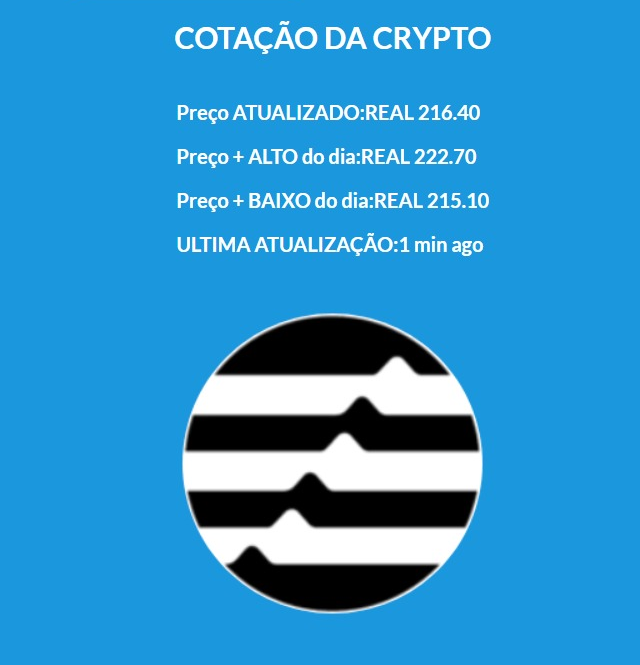 COTAÇÃO DA CRYPTO
Preço ATUALIZADO:REAL 216.40
Preço + ALTO do dia:REAL 222.70
Preço + BAIXO do dia:REAL 215.10
ULTIMA ATUALIZAÇÃO:1 min ago